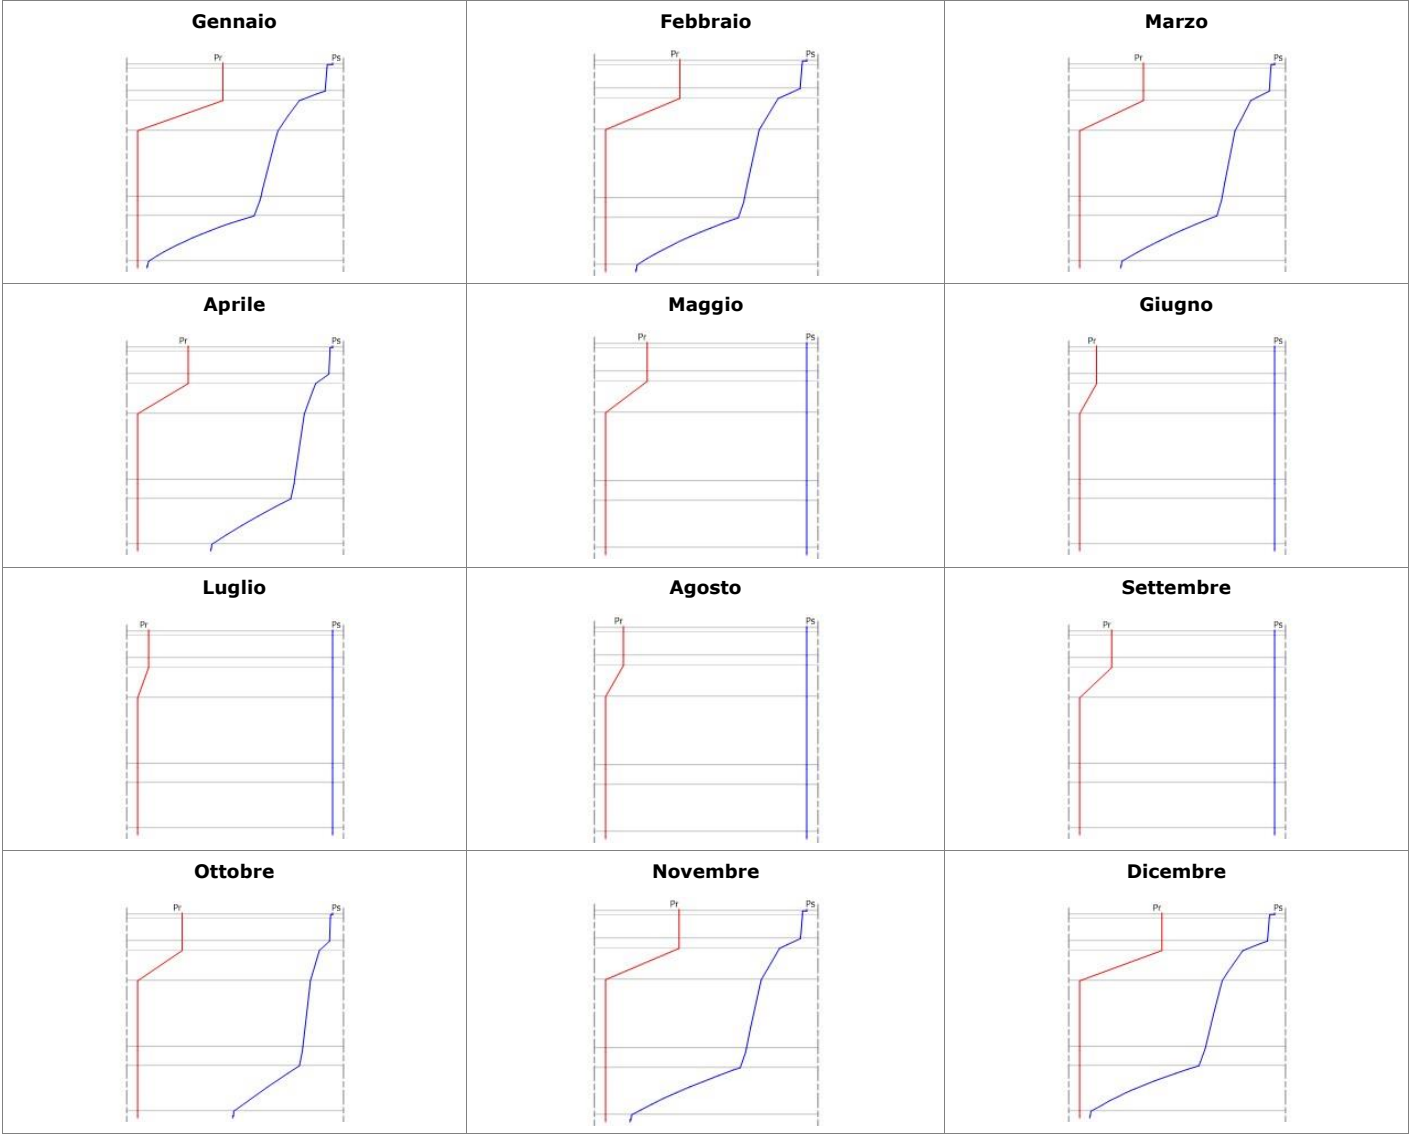 Gennaio Febbraio Marzo
Pr Ps Pr Ps Pr Ps
Aprile Maggio Giugno
Pr Ps Pr Ps Pr Ps
Luglio Agosto Settembre
Pr Ps Pr Ps Pr Ps
Ottobre Novembre Dicembre
Pr Ps Pr Ps Pr Ps